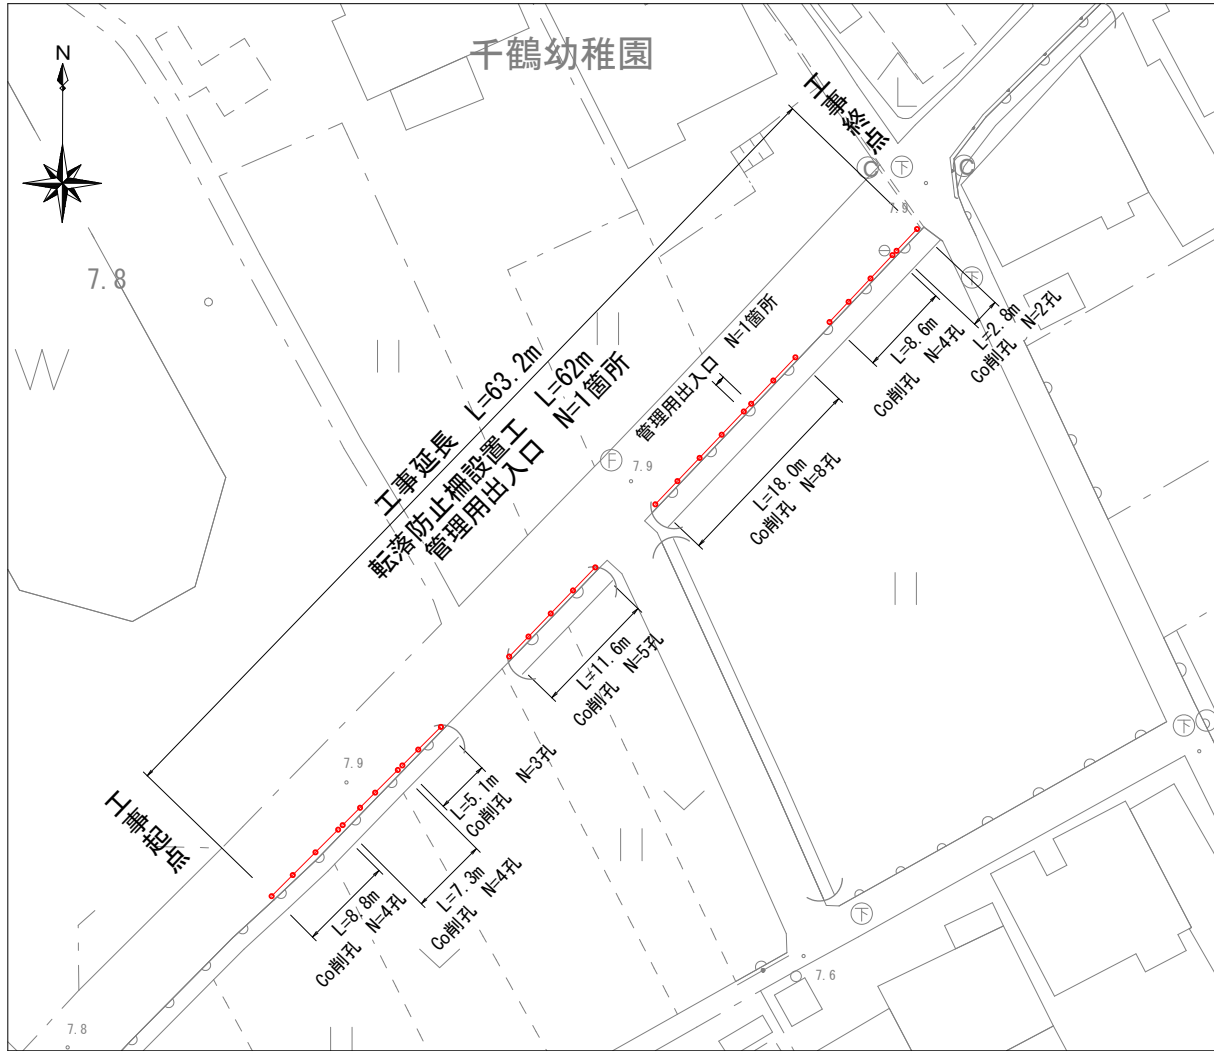 千鶴幼稚園
N
工事終点
C
下
C
7.9
7.8
下
L=2.8m
Co削孔 N=2孔
L=8.6m
Co削孔 N=4孔
管理用出入口 N=1箇所
工事延長 L=63.2m
転落防止柵設置工 L=62m
管理用出入口 N=1箇所
F
7.9
L=18.0m
Co削孔 N=8孔
L=11.6m
Co削孔 N=5孔
7.9
L=5.1m
Co削孔 N=3孔
工事起点
L=7.3m
Co削孔 N=4孔
L=8.8m
Co削孔 N=4孔
下
下
7.6
7.8